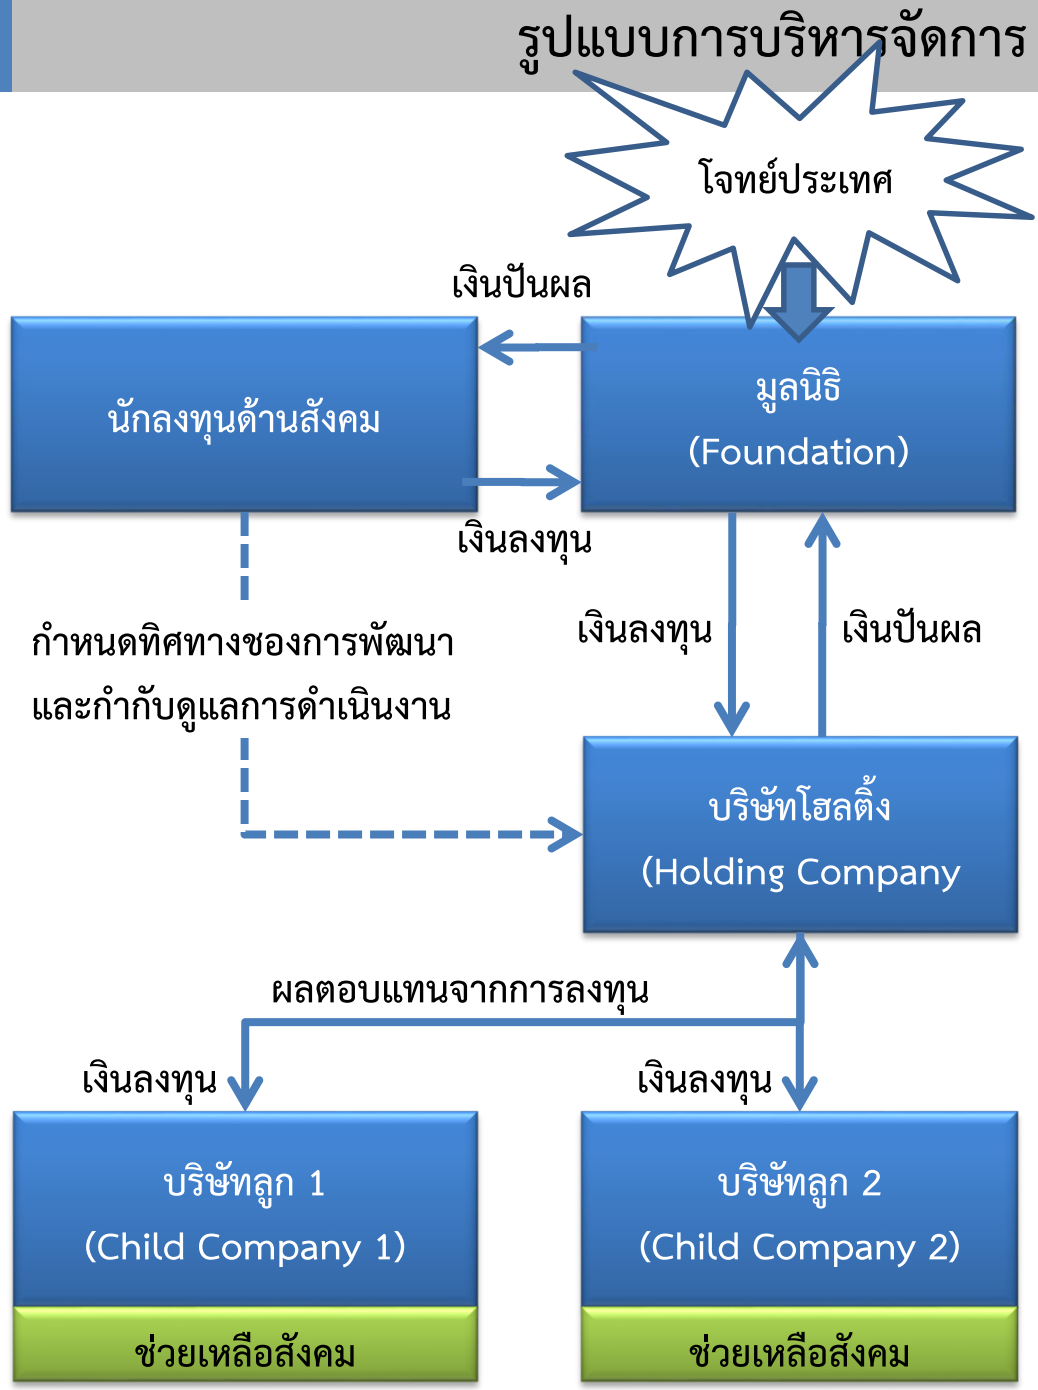 รูปแบบการบริหารจัดการ
โจทย์ประเทศ
เงินปันผล
นักลงทุนด้านสังคม
มูลนิธิ
(Foundation)
เงินลงทุน
เงินลงทุน
เงินปันผล
กำหนดทิศทางชองการพัฒนา
และกำกับดูแลการดำเนินงาน
บริษัทโฮลติ้ง
(Holding Company
ผลตอบแทนจากการลงทุน
เงินลงทุน
เงินลงทุน
บริษัทลูก 1
(Child Company 1)
บริษัทลูก 2
(Child Company 2)
ช่วยเหลือสังคม
ช่วยเหลือสังคม